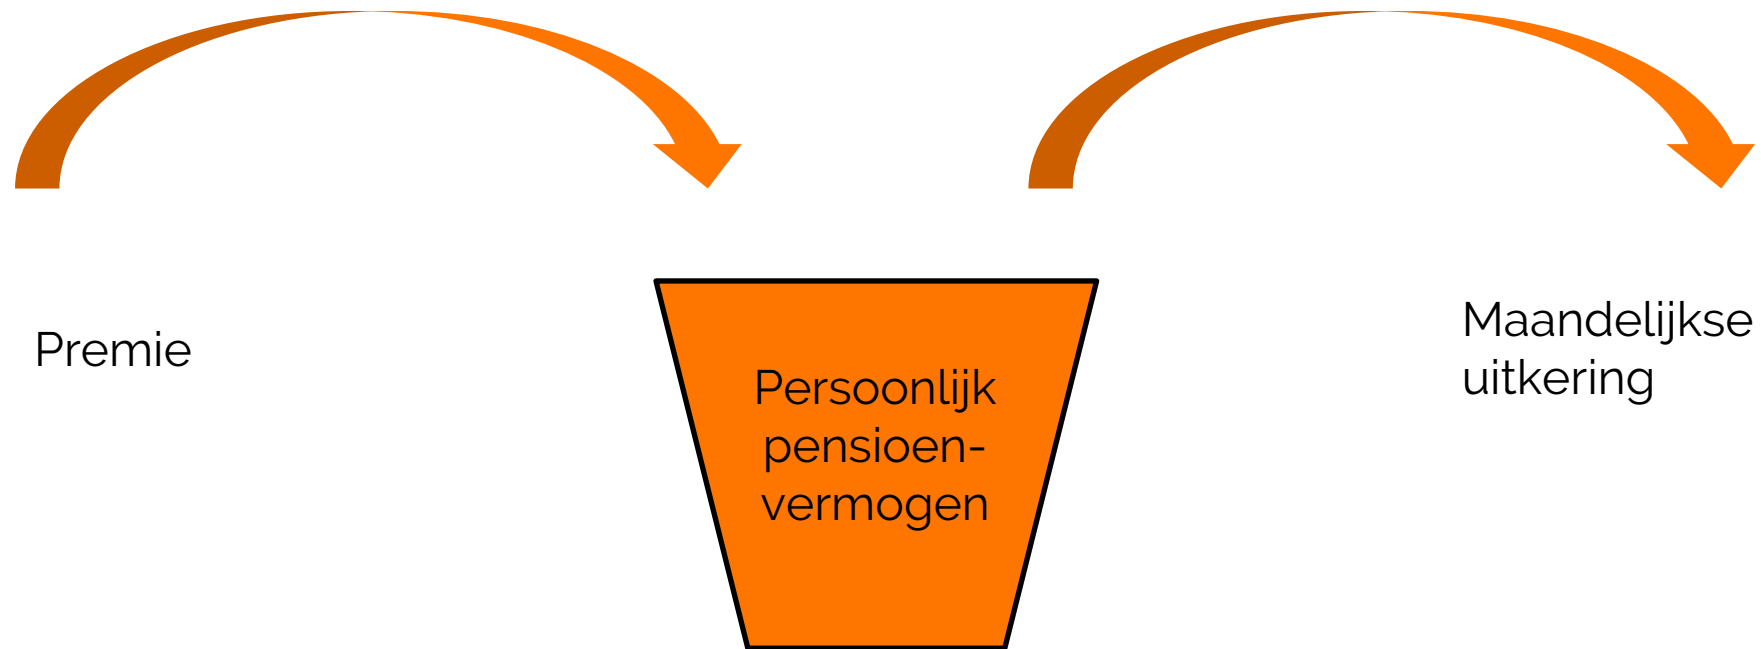 Premie
Persoonlijk
pensioen-
vermogen
Maandelijkse
uitkering